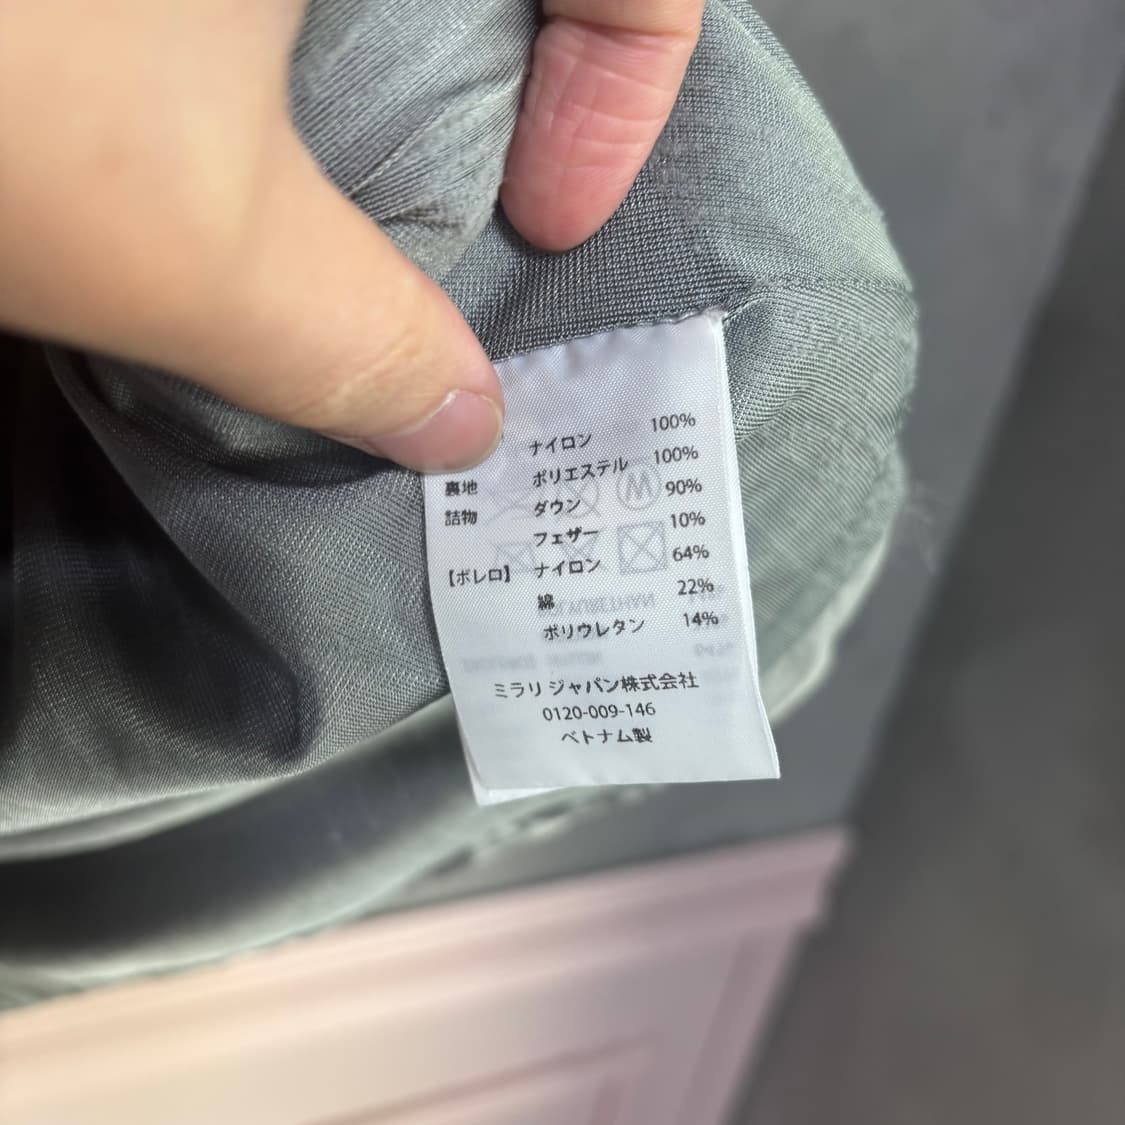 ナイロン 100%
裏地 ポリエステル 100%
詰物 ダウン 90%
フェザー 10%
【ボレロ】 ナイロン 64%
綿 22%
ポリウレタン 14%
ミラリ ジャパン株式会社
0120-009-146
ベトナム製
W